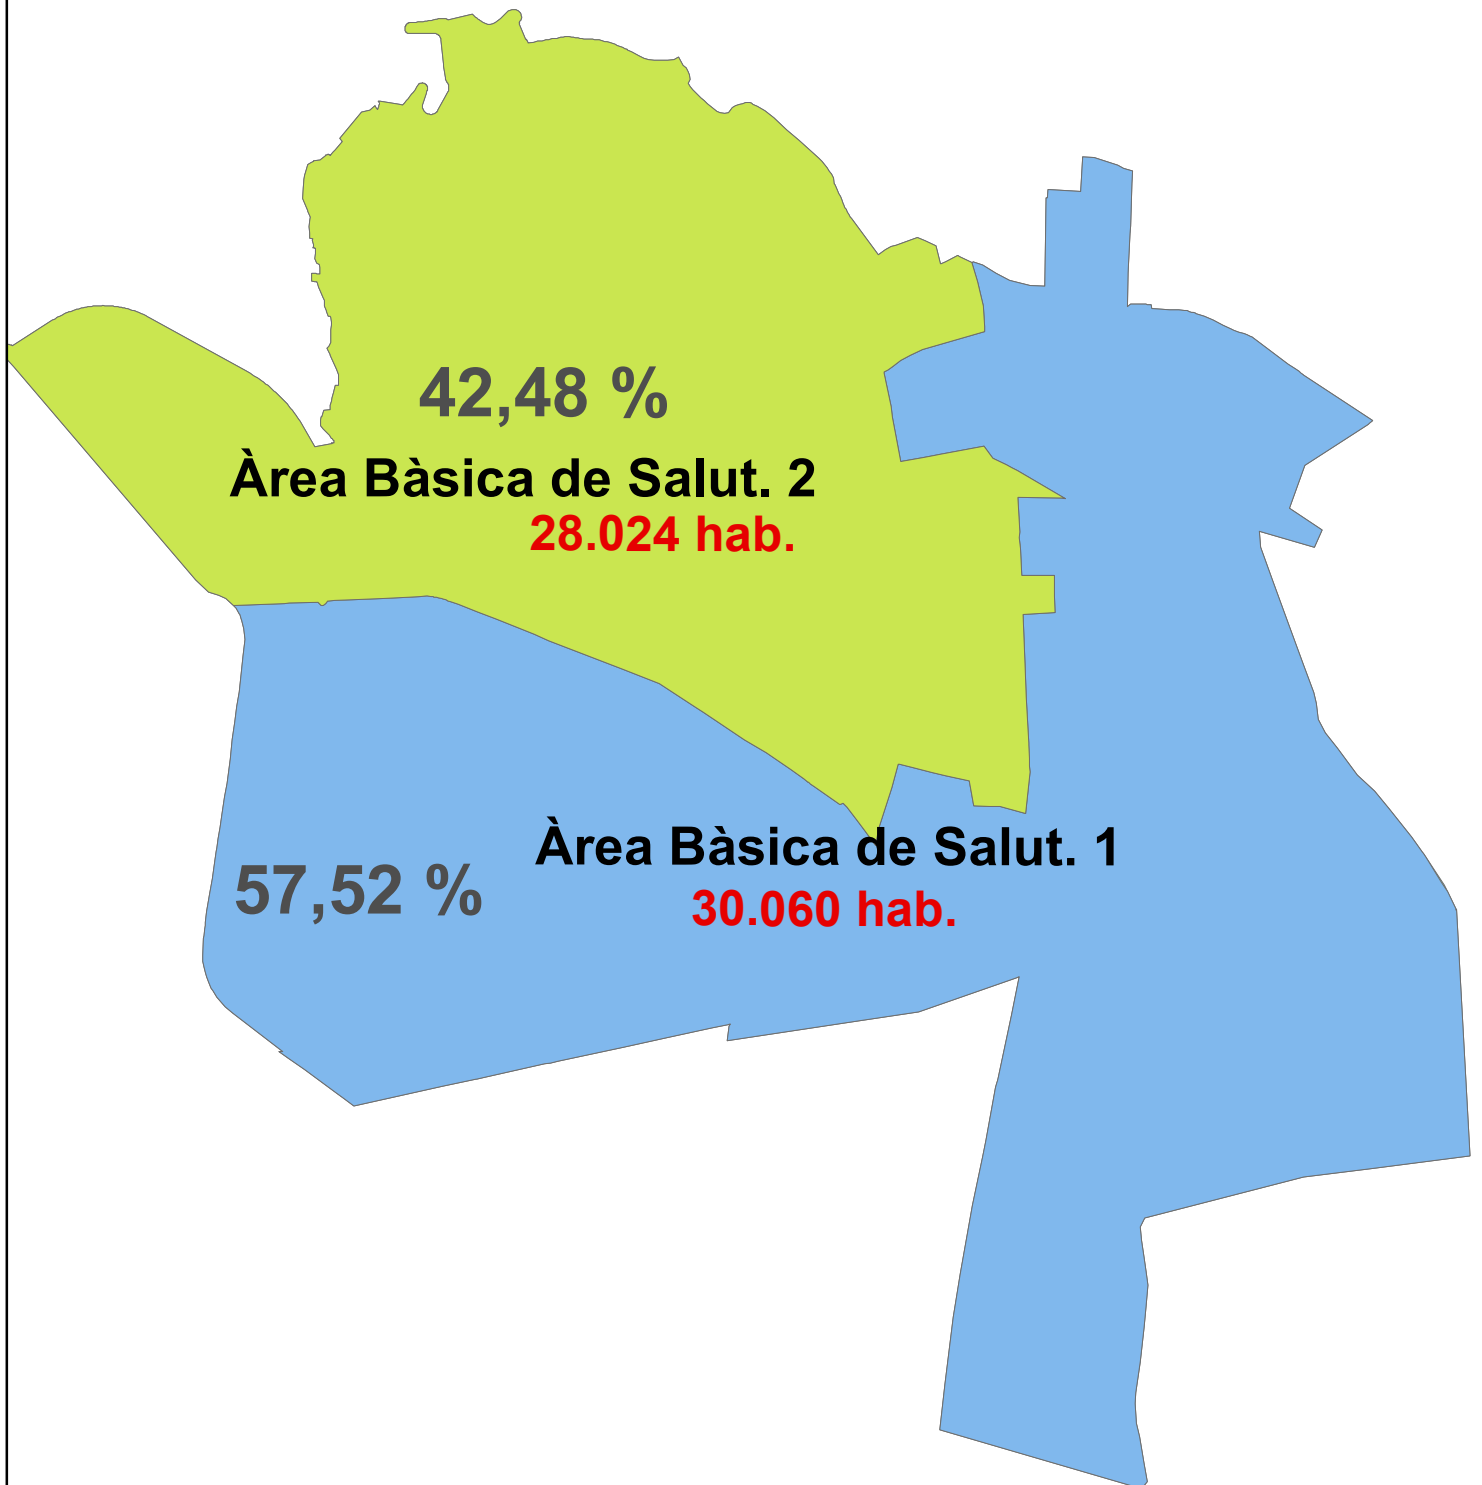 42,48 %
Àrea Bàsica de Salut. 2
28.024 hab.
Àrea Bàsica de Salut. 1
57,52 %
30.060 hab.